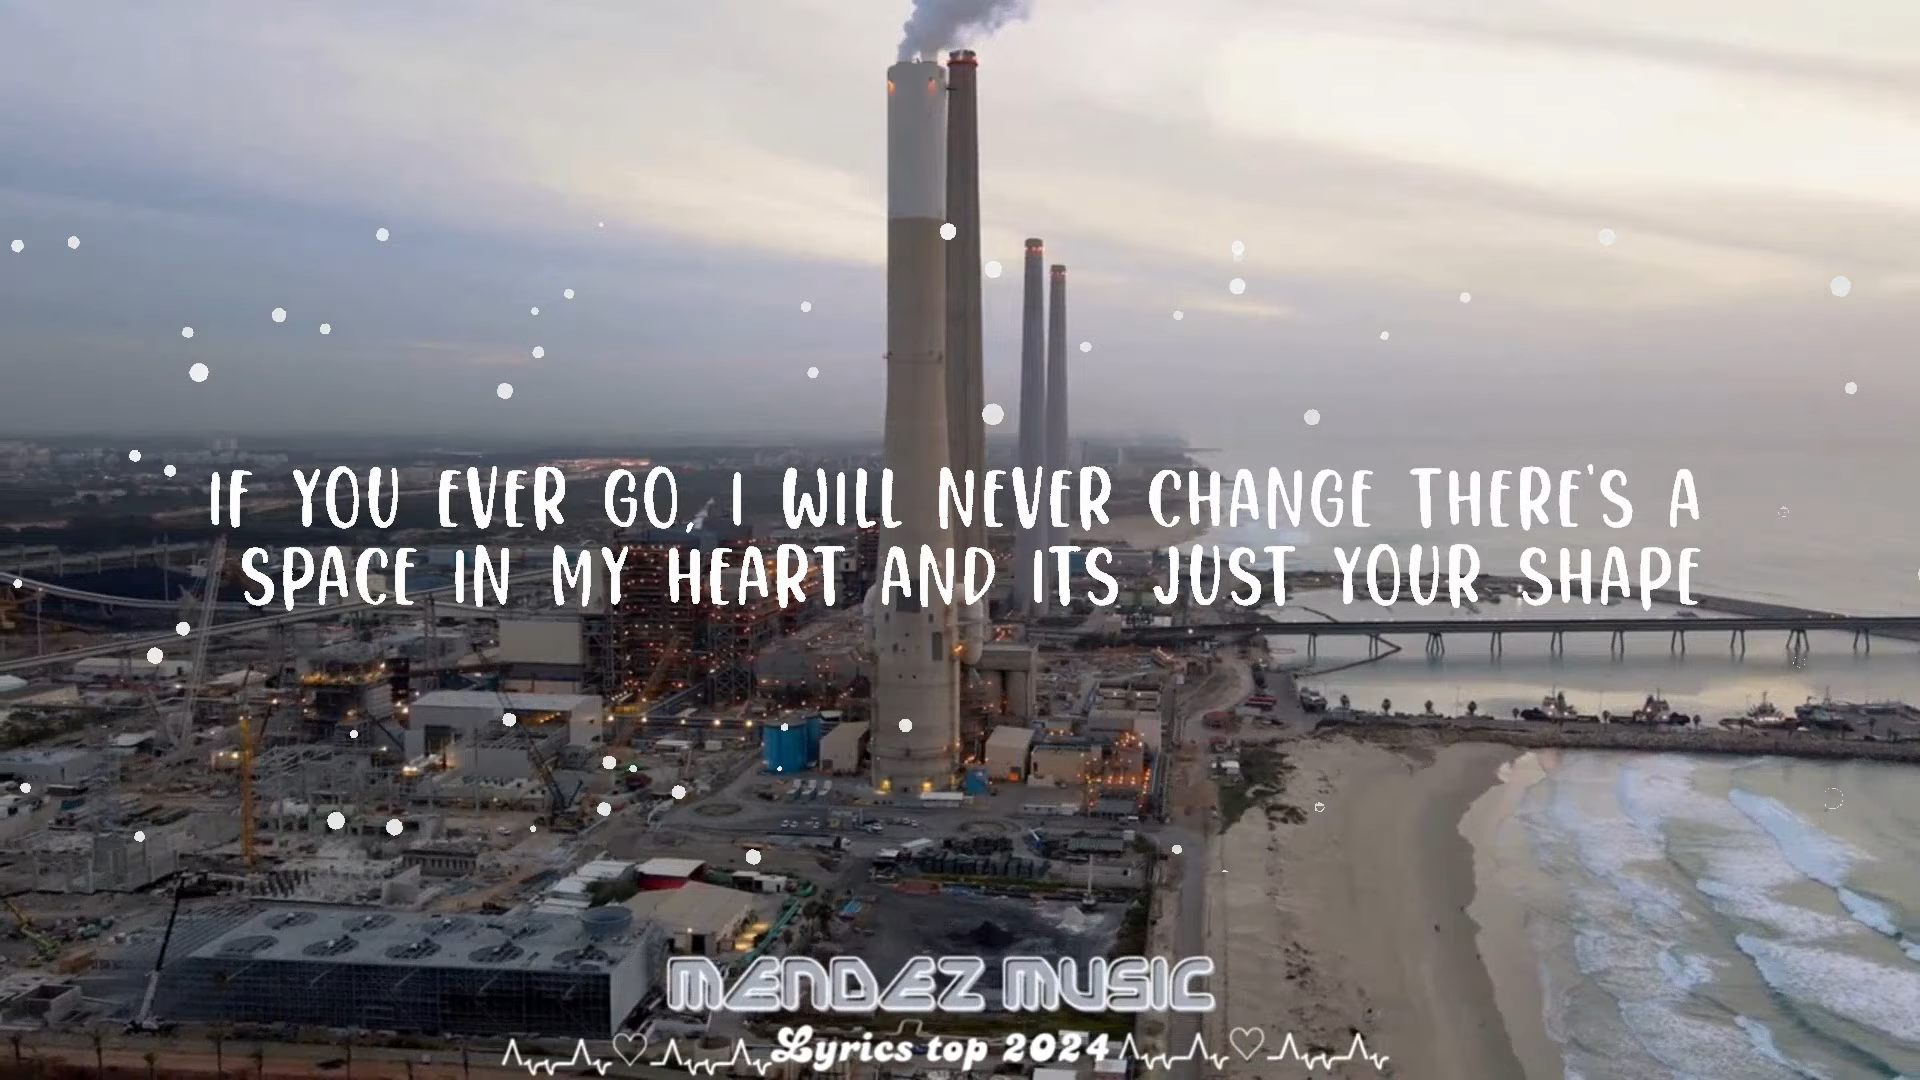 IF YOU EVER GO, I WILL NEVER CHANGE THERE'S A
SPACE IN MY HEART AND ITS JUST YOUR SHAPE
MENDEZ MUSIC
Lyrics top 2024